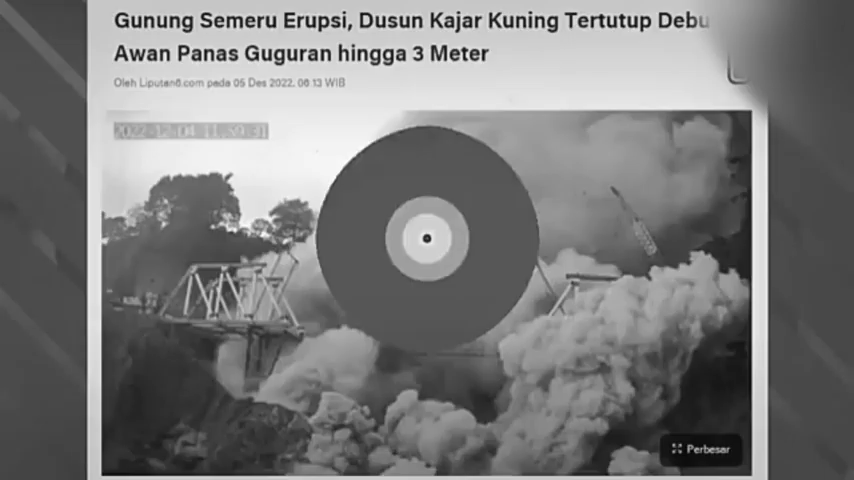 Gunung Semeru Erupsi, Dusun Kajar Kuning Tertutup Debu
Awan Panas Guguran hingga 3 Meter
Oleh Liputan6.com pada 05 Des 2022, 06:13 WIB
2022-12-04 11:39:31
Perbesar